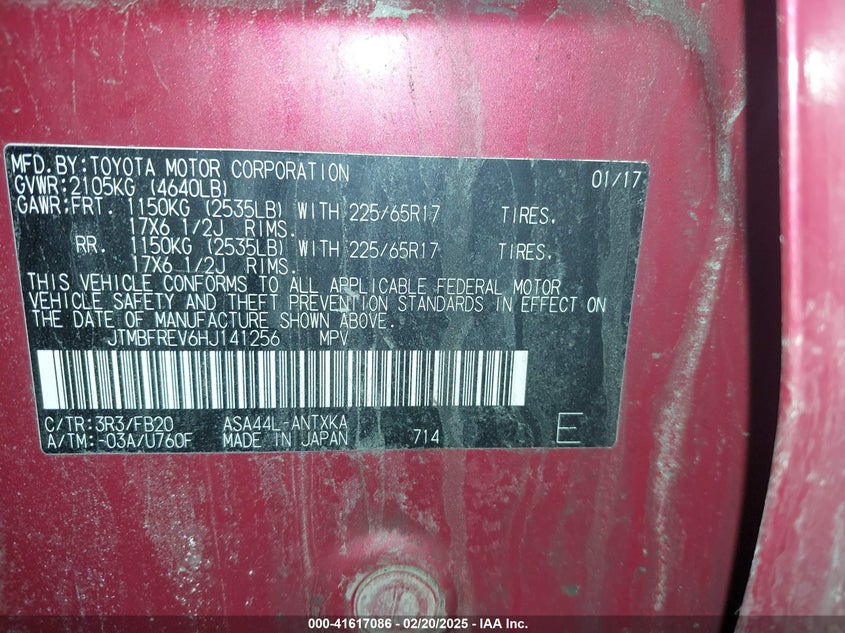 MFD.BY:TOYOTA MOTOR CORPORATION 01/17
GVWR:2105KG (4640LB)
GAWR:FRT. 1150KG (2535LB) WITH 225/65R17 TIRES.
17X6 1/2J RIMS.
RR. 1150KG (2535LB) WITH 225/65R17 TIRES.
17X6 1/2J RIMS.
THIS VEHICLE CONFORMS TO ALL APPLICABLE FEDERAL MOTOR
VEHICLE SAFETY AND THEFT PREVENTION STANDARDS IN EFFECT ON
THE DATE OF MANUFACTURE SHOWN ABOVE.
JTMBFREV6HJ141256 MPV
C/TR:3R3/FB20 ASA44L-ANTXKA
A/TM:-03A/U760F MADE IN JAPAN 714 E
000-41617086 - 02/20/2025 - IAA Inc.